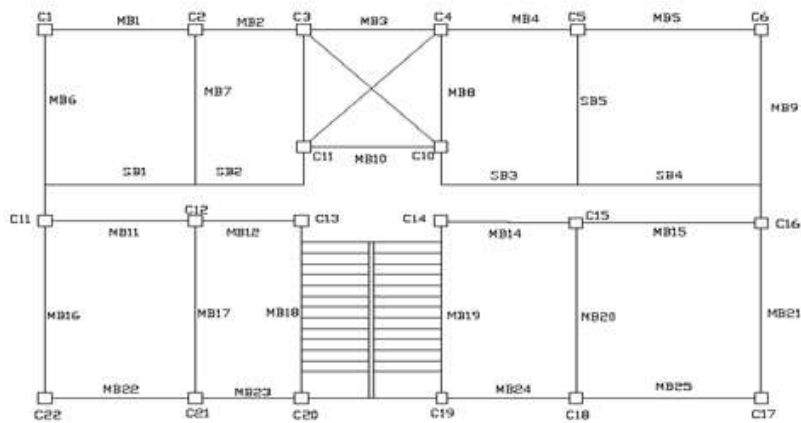 C1 MB1 C2 MB2 C3 MB3 C4 MB4 C5 MB5 C6
MB6 MB7 MB8 SB5 MB9
C11 MB10 C10
SB1 SB2 SB3 SB4
C11 C12 C13 C14 C15 C16
MB11 MB12 MB14 MB15
MB16 MB17 MB18 MB19 MB20 MB21
MB22 MB23 MB24 MB25
C22 C21 C20 C19 C18 C17